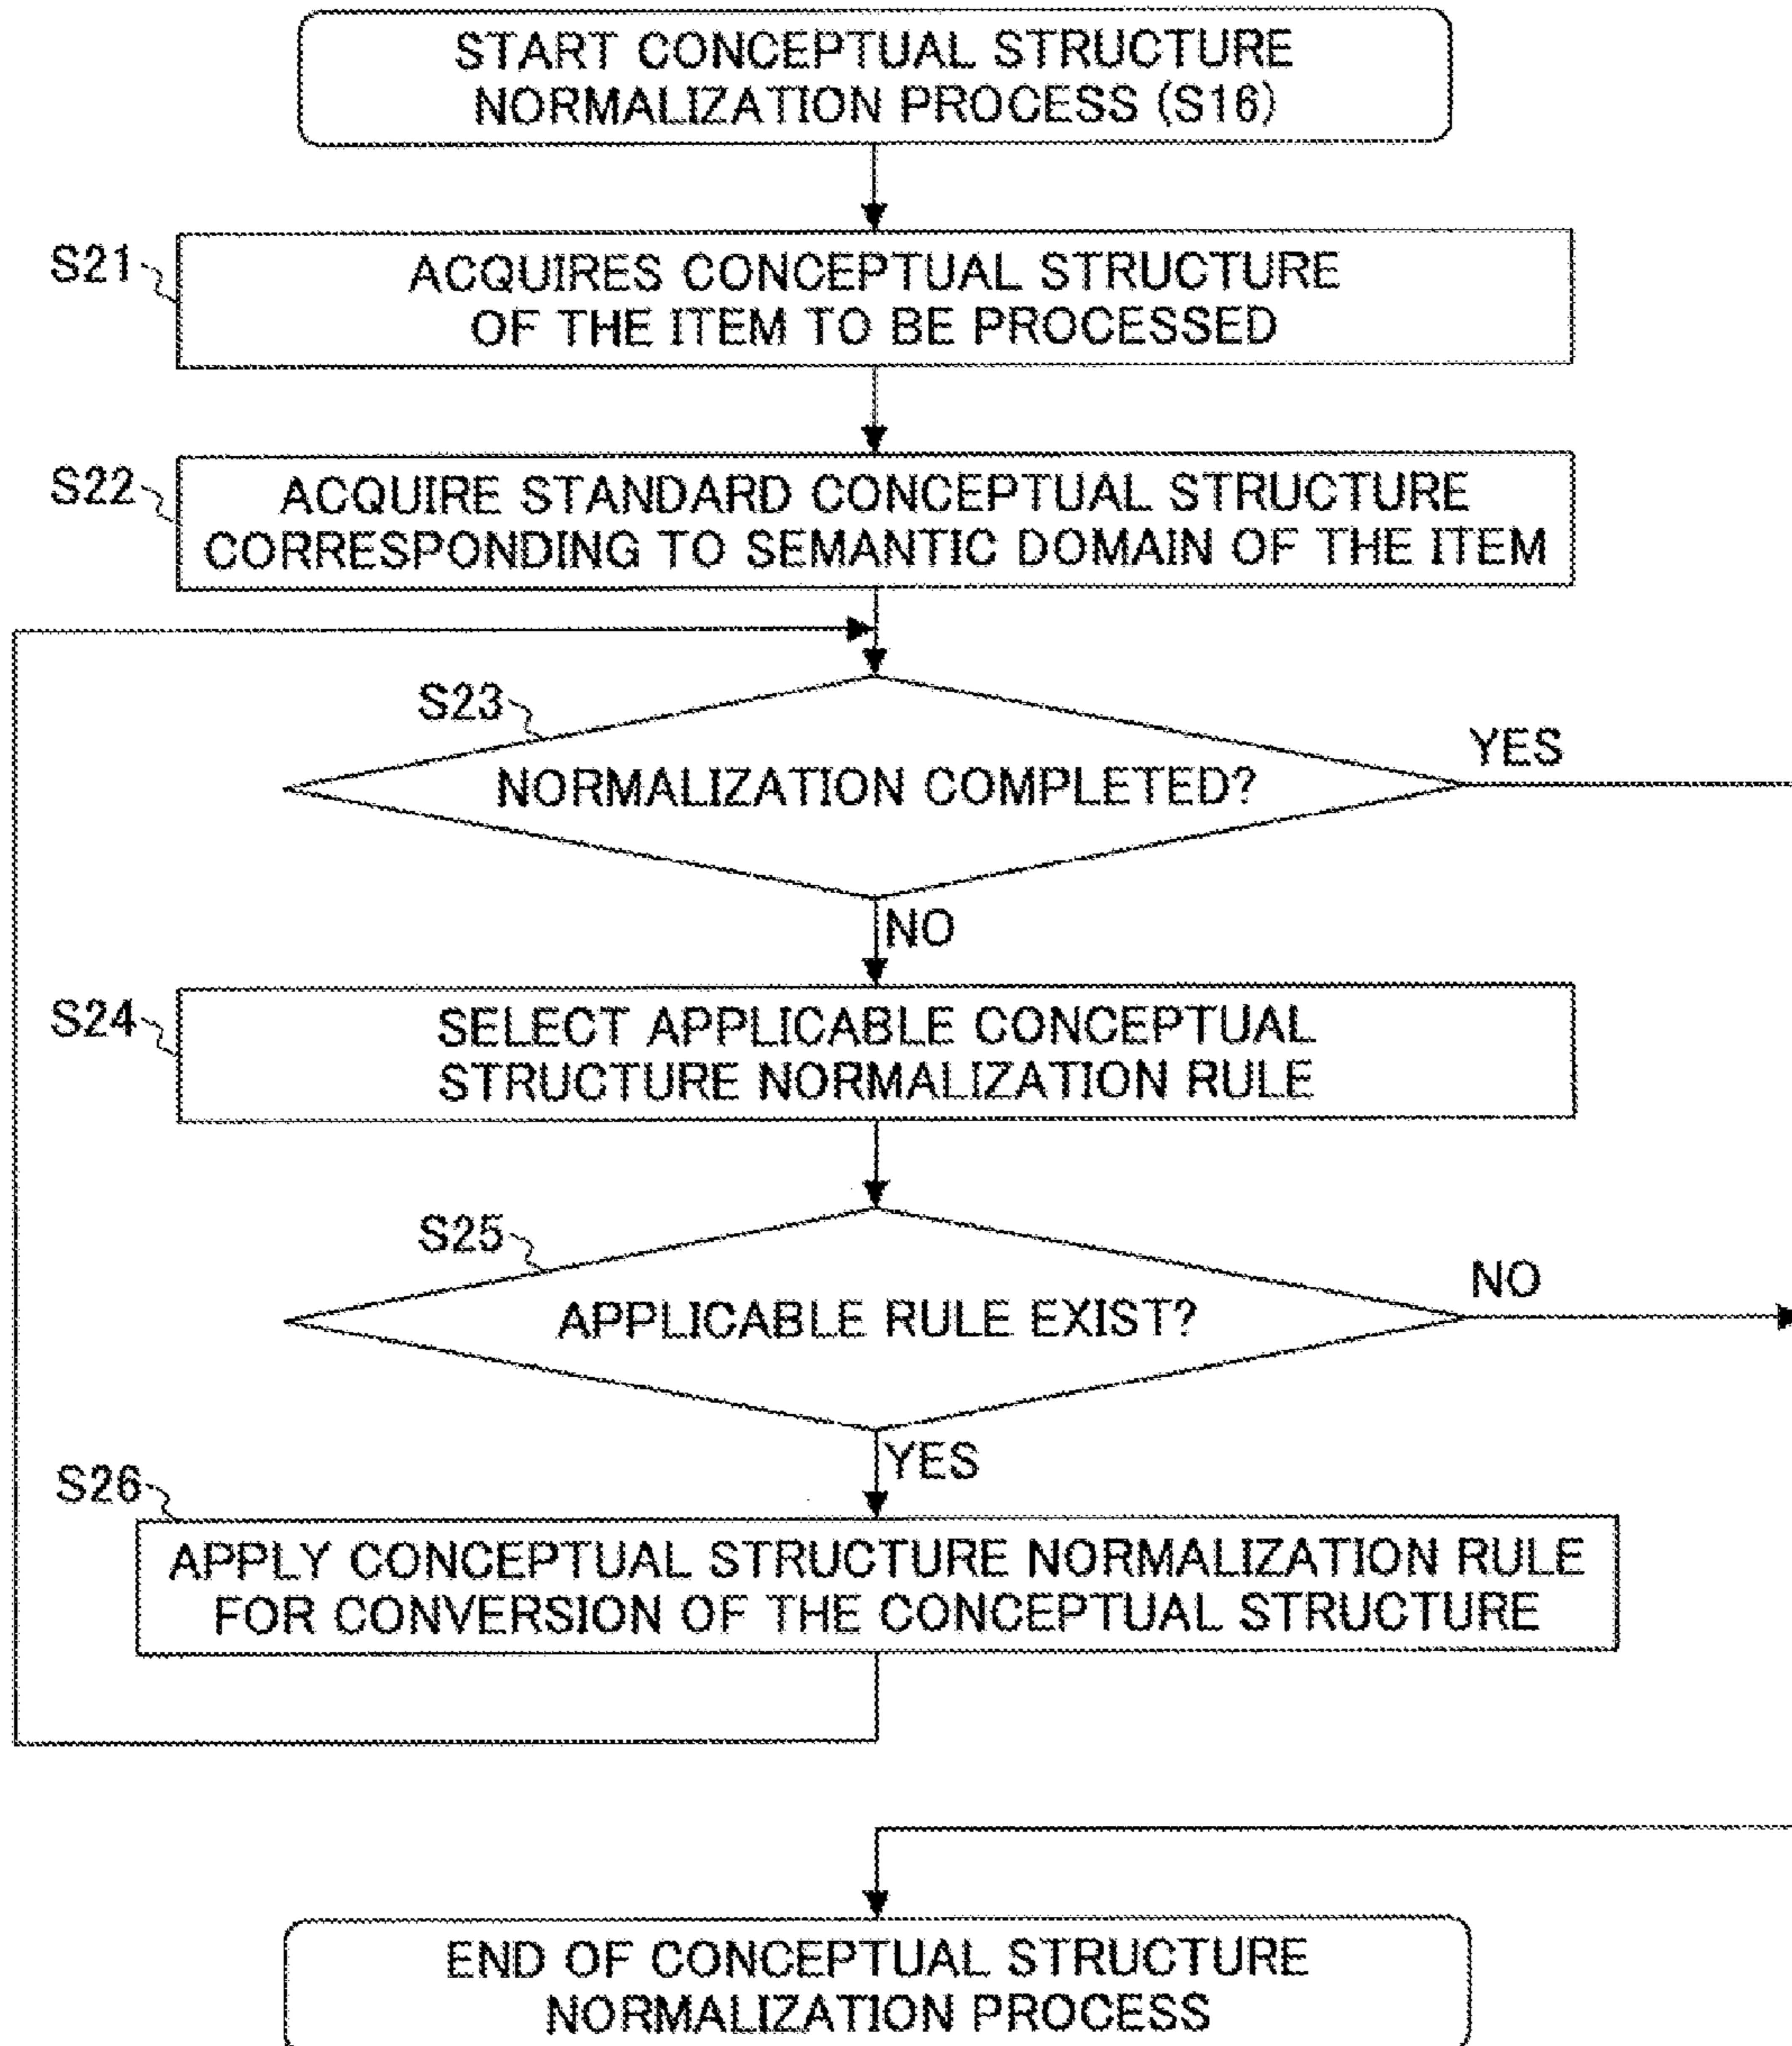 START CONCEPTUAL STRUCTURE
NORMALIZATION PROCESS (S16)
S21
ACQUIRES CONCEPTUAL STRUCTURE
OF THE ITEM TO BE PROCESSED
S22
ACQUIRE STANDARD CONCEPTUAL STRUCTURE
CORRESPONDING TO SEMANTIC DOMAIN OF THE ITEM
S23
YES
NORMALIZATION COMPLETED?
NO
S24
SELECT APPLICABLE CONCEPTUAL
STRUCTURE NORMALIZATION RULE
S25
NO
APPLICABLE RULE EXIST?
YES
S26
APPLY CONCEPTUAL STRUCTURE NORMALIZATION RULE
FOR CONVERSION OF THE CONCEPTUAL STRUCTURE
END OF CONCEPTUAL STRUCTURE
NORMALIZATION PROCESS